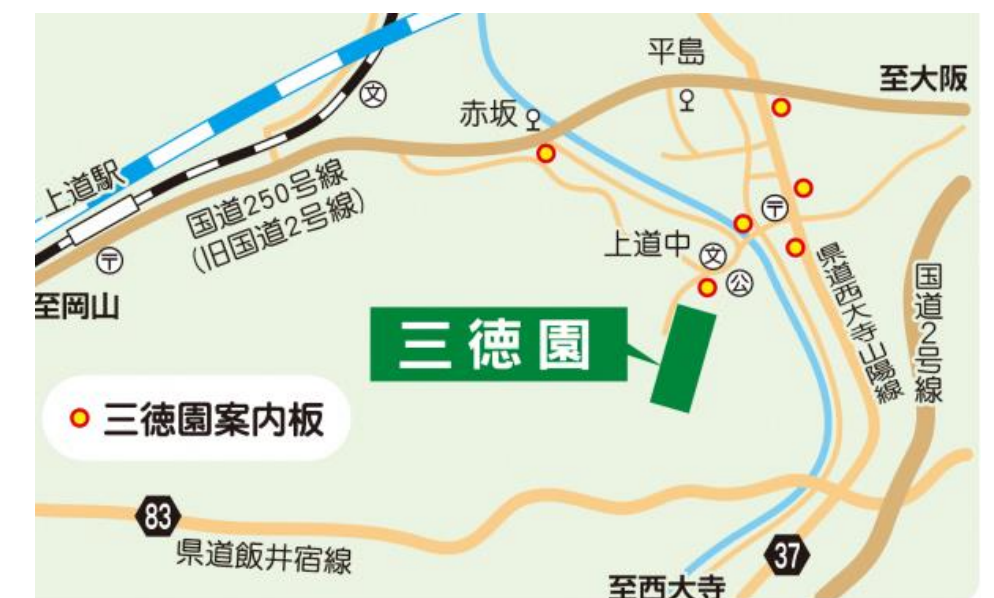 平島
至大阪
文
赤坂
上道駅
国道250号線
(旧国道2号線)
〒
〒
上道中
文
公
至岡山
三徳園
県道西大寺山陽線
国道2号線
三徳園案内板
83
県道飯井宿線
37
至西大寺